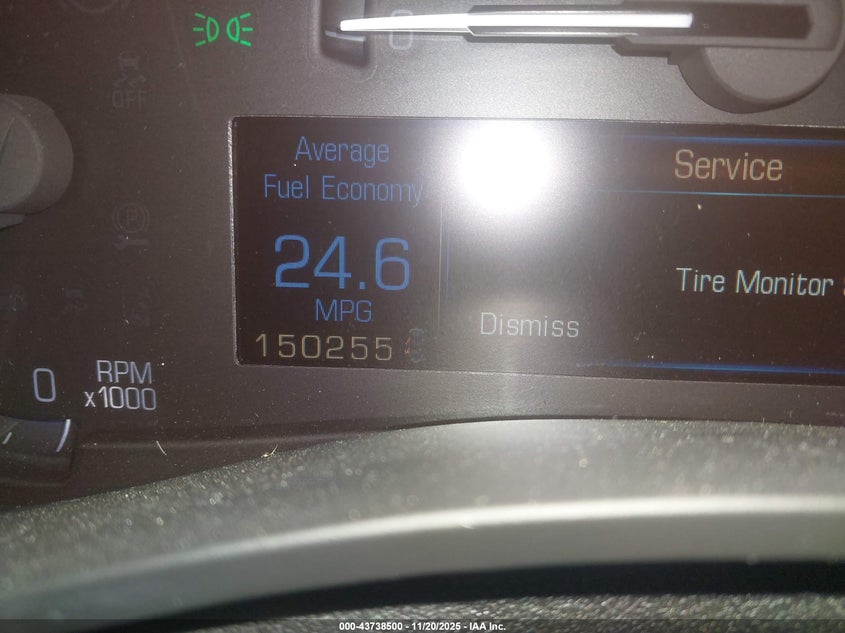 0
OFF
Average
Fuel Economy
24.6
MPG
150255
Service
Tire Monitor
Dismiss
0
RPM
x1000
000-43738500 - 11/20/2025 - IAA Inc.